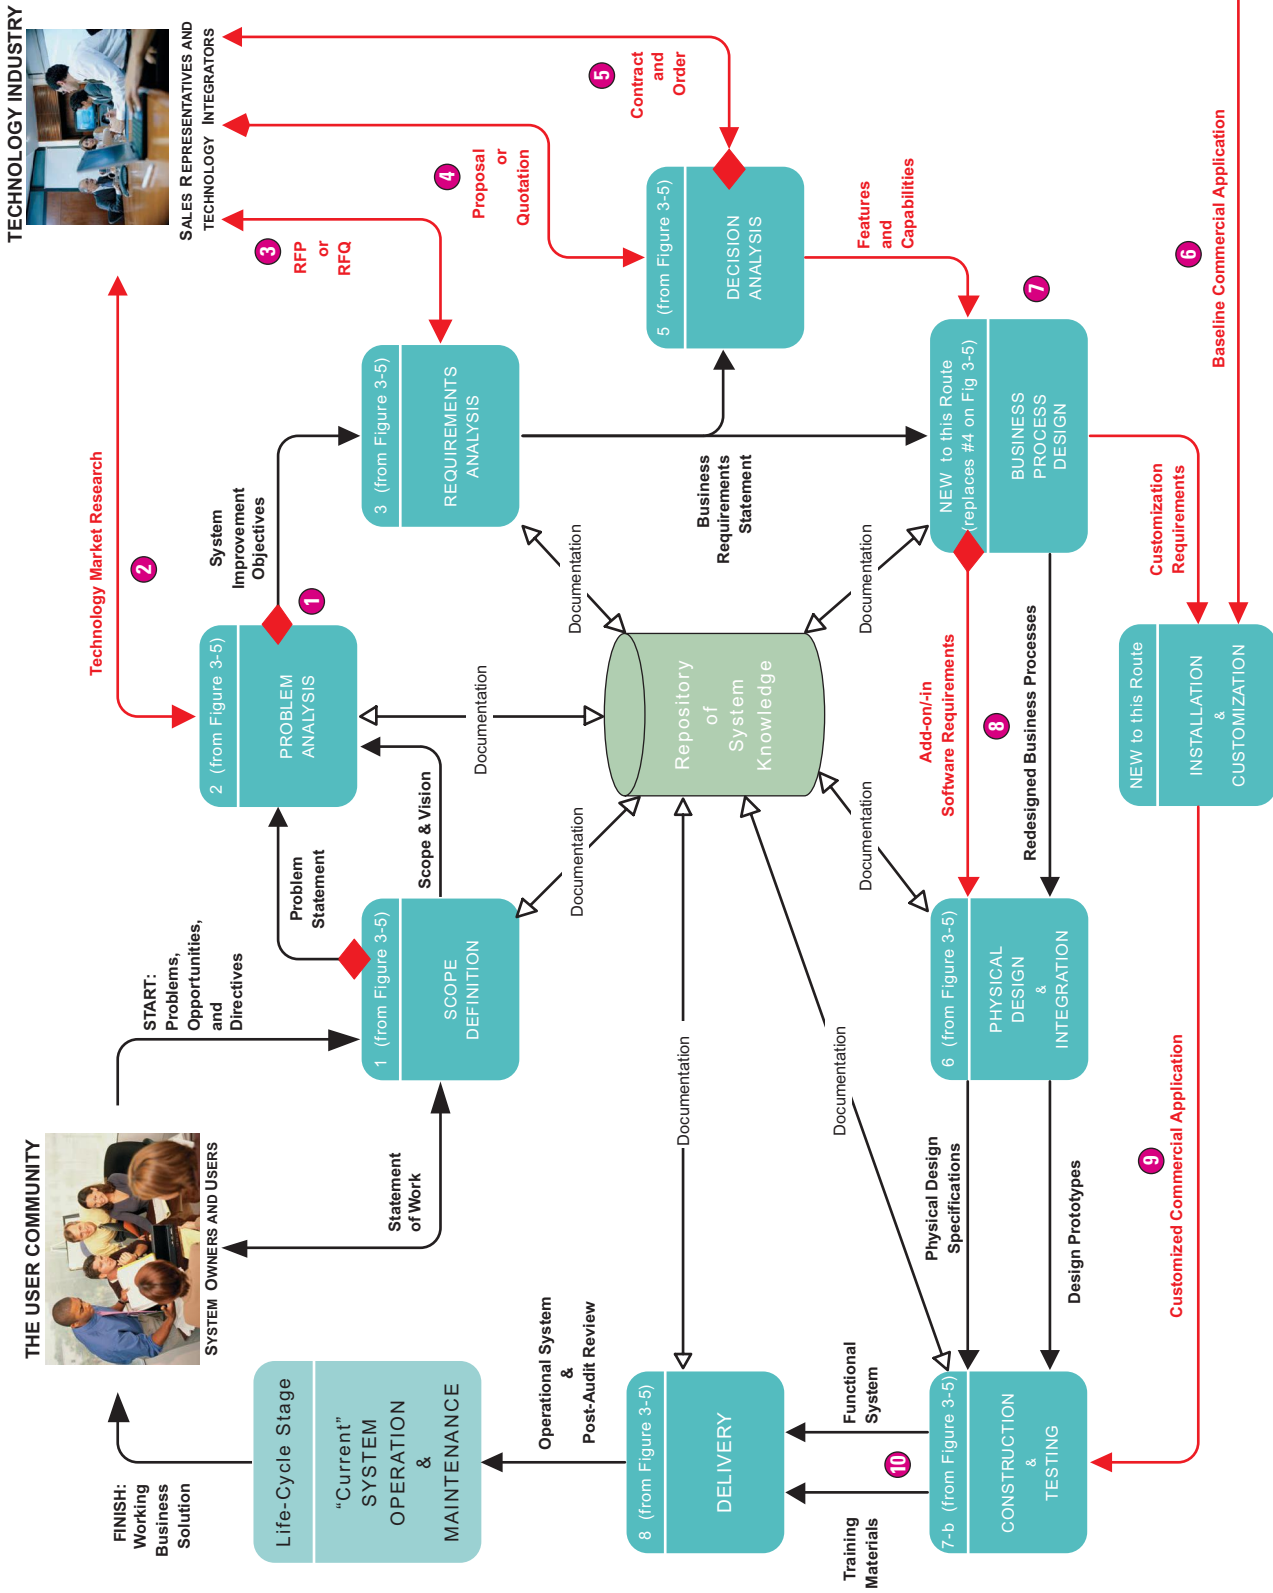 THE USER COMMUNITY
SYSTEM OWNERS AND USERS
TECHNOLOGY INDUSTRY
SALES REPRESENTATIVES AND
TECHNOLOGY INTEGRATORS
FINISH:
Working
Business
Solution
START:
Problems,
Opportunities,
and
Directives
Technology Market Research
2
Statement
of Work
Problem
Statement
Scope & Vision
1
System
Improvement
Objectives
3
RFP
or
RFQ
4
Proposal
or
Quotation
5
Contract
and
Order
Life-Cycle Stage
"Current"
SYSTEM
OPERATION
&
MAINTENANCE
1 (from Figure 3-5)
SCOPE
DEFINITION
2 (from Figure 3-5)
PROBLEM
ANALYSIS
3 (from Figure 3-5)
REQUIREMENTS
ANALYSIS
5 (from Figure 3-5)
DECISION
ANALYSIS
Operational System
&
Post-Audit Review
Documentation
Documentation
Documentation
Documentation
Documentation
Documentation
Documentation
Repository
of
System
Knowledge
Business
Requirements
Statement
Features
and
Capabilities
8 (from Figure 3-5)
DELIVERY
Training
Materials
10
Functional
System
7-b (from Figure 3-5)
CONSTRUCTION
&
TESTING
Physical Design
Specifications
Design Prototypes
6 (from Figure 3-5)
PHYSICAL
DESIGN
&
INTEGRATION
Add-on/-in
Software Requirements
8
Redesigned Business Processes
NEW to this Route
(replaces #4 on Fig 3-5)
BUSINESS
PROCESS
DESIGN
7
9
Customized Commercial Application
NEW to this Route
INSTALLATION
&
CUSTOMIZATION
Customization
Requirements
6
Baseline Commercial Application